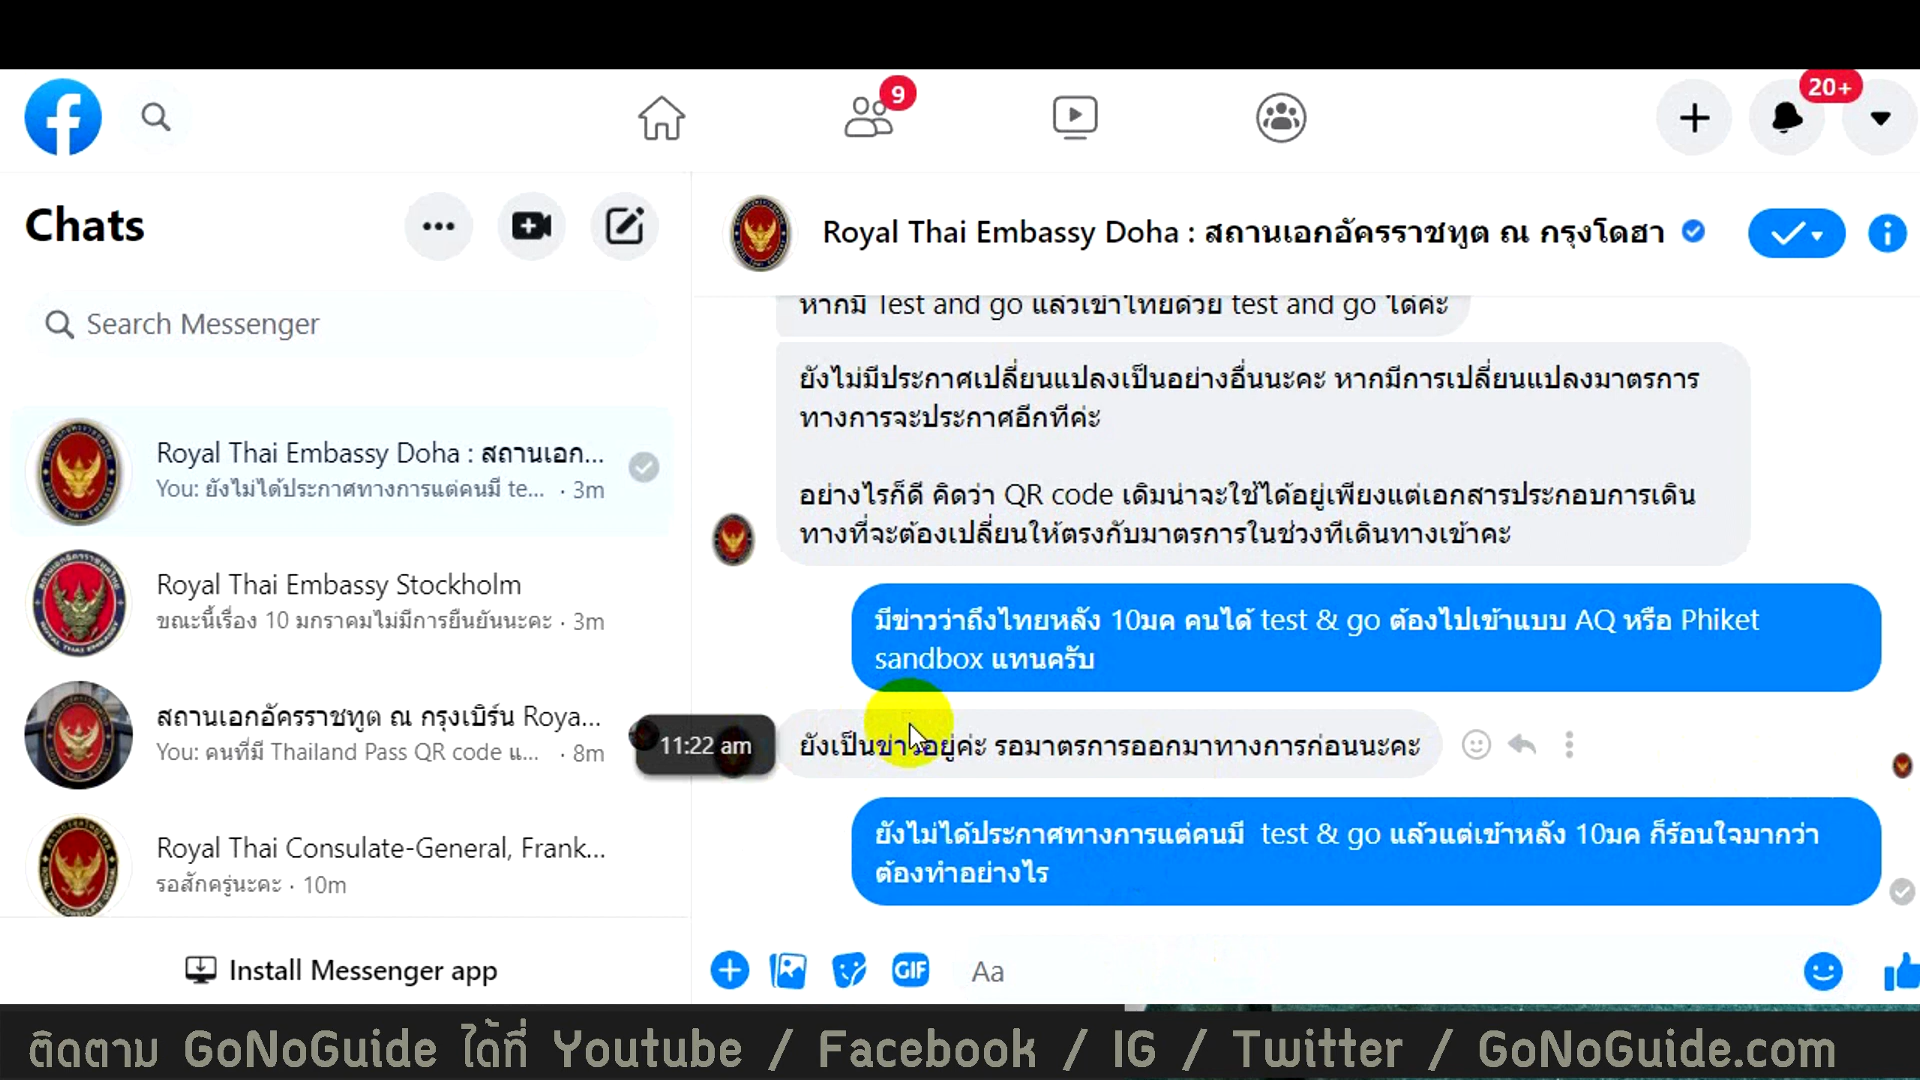 9
20+
Chats
Royal Thai Embassy Doha : สถานเอกอัครราชทูต ณ กรุงโดฮา
Search Messenger
Royal Thai Embassy Doha : สถานเอก...
You: ยังไม่ได้ประกาศทางการแต่คนมี te... · 3m
Royal Thai Embassy Stockholm
ขณะนี้เรื่อง 10 มกราคมไม่มีการยืนยันนะคะ · 3m
สถานเอกอัครราชทูต ณ กรุงเบิร์น Roya...
You: คนที่มี Thailand Pass QR code แ... · 8m
Royal Thai Consulate-General, Frank...
รอสักครู่นะคะ · 10m
Install Messenger app
หากมี Test and go แล้วเข้าไทยด้วย test and go ได้ค่ะ
ยังไม่มีประกาศเปลี่ยนแปลงเป็นอย่างอื่นนะคะ หากมีการเปลี่ยนแปลงมาตรการ
ทางการจะประกาศอีกทีค่ะ
อย่างไรก็ดี คิดว่า QR code เดิมน่าจะใช้ได้อยู่เพียงแต่เอกสารประกอบการเดิน
ทางที่จะต้องเปลี่ยนให้ตรงกับมาตรการในช่วงที่เดินทางเข้าคะ
มีข่าวว่าถึงไทยหลัง 10มค คนได้ test & go ต้องไปเข้าแบบ AQ หรือ Phiket
sandbox แทนครับ
11:22 am
ยังเป็นข่าวอยู่ค่ะ รอมาตรการออกมาทางการก่อนนะคะ
ยังไม่ได้ประกาศทางการแต่คนมี test & go แล้วแต่เข้าหลัง 10มค ก็ร้อนใจมากว่า
ต้องทำอย่างไร
GIF
Aa
ติดตาม GoNoGuide ได้ที่ Youtube / Facebook / IG / Twitter / GoNoGuide.com